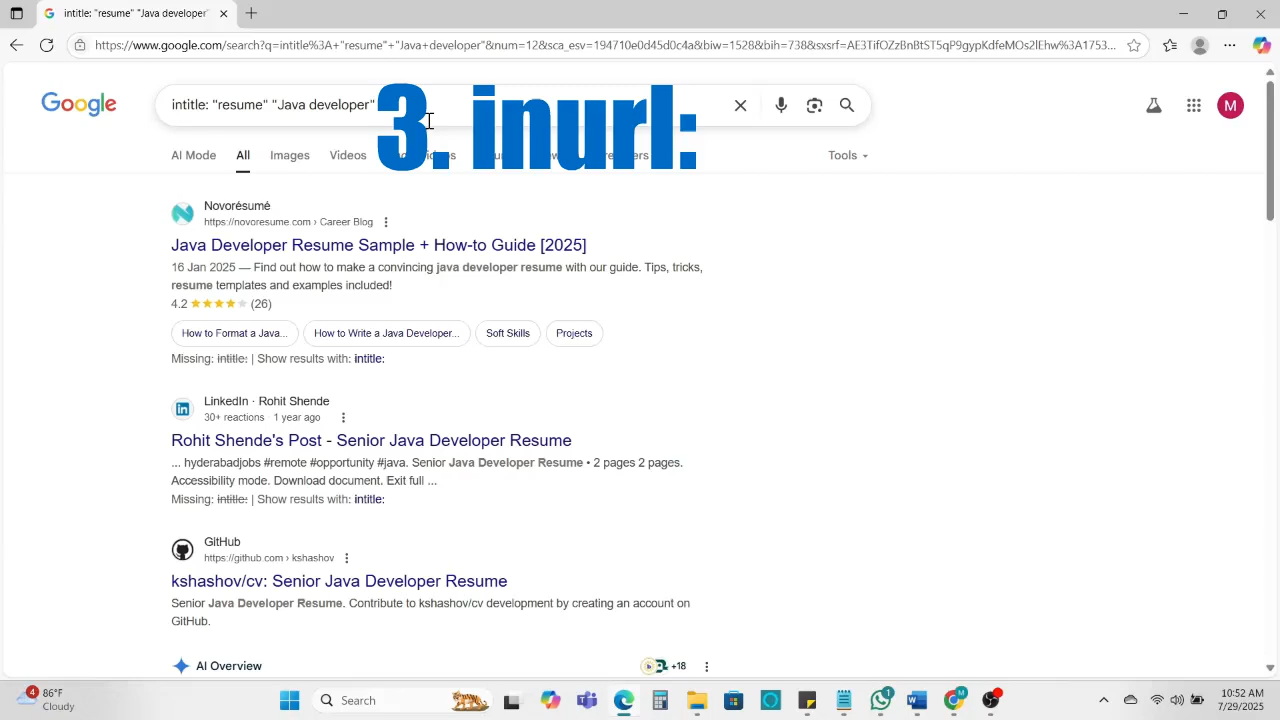 intitle: "resume" "Java developer"
https://www.google.com/search?q=intitle%3A+"resume"+"Java+developer"&num=12&sca_esv=194710e0d45d0c4a&biw=1528&bih=738&sxsrf=AE3TifOZzBnBtST5qP9gypKdfeMOs2lEhw%3A1753...
Google
intitle: "resume" "Java developer"
M
3. inurl:
AI Mode
All
Images
Videos
Tools
Novorésumé
https://novoresume.com › Career Blog
Java Developer Resume Sample + How-to Guide [2025]
16 Jan 2025 — Find out how to make a convincing java developer resume with our guide. Tips, tricks,
resume templates and examples included!
4.2 ★★★★★ (26)
How to Format a Java...
How to Write a Java Developer...
Soft Skills
Projects
Missing: intitle: | Show results with: intitle:
LinkedIn · Rohit Shende
30+ reactions · 1 year ago
Rohit Shende's Post - Senior Java Developer Resume
... hyderabadjobs #remote #opportunity #java. Senior Java Developer Resume • 2 pages 2 pages.
Accessibility mode. Download document. Exit full ...
Missing: intitle: | Show results with: intitle:
GitHub
https://github.com › kshashov
kshashov/cv: Senior Java Developer Resume
Senior Java Developer Resume. Contribute to kshashov/cv development by creating an account on
GitHub.
AI Overview
+18
4
86°F
Cloudy
Search
1
M
10:52 AM
7/29/2025